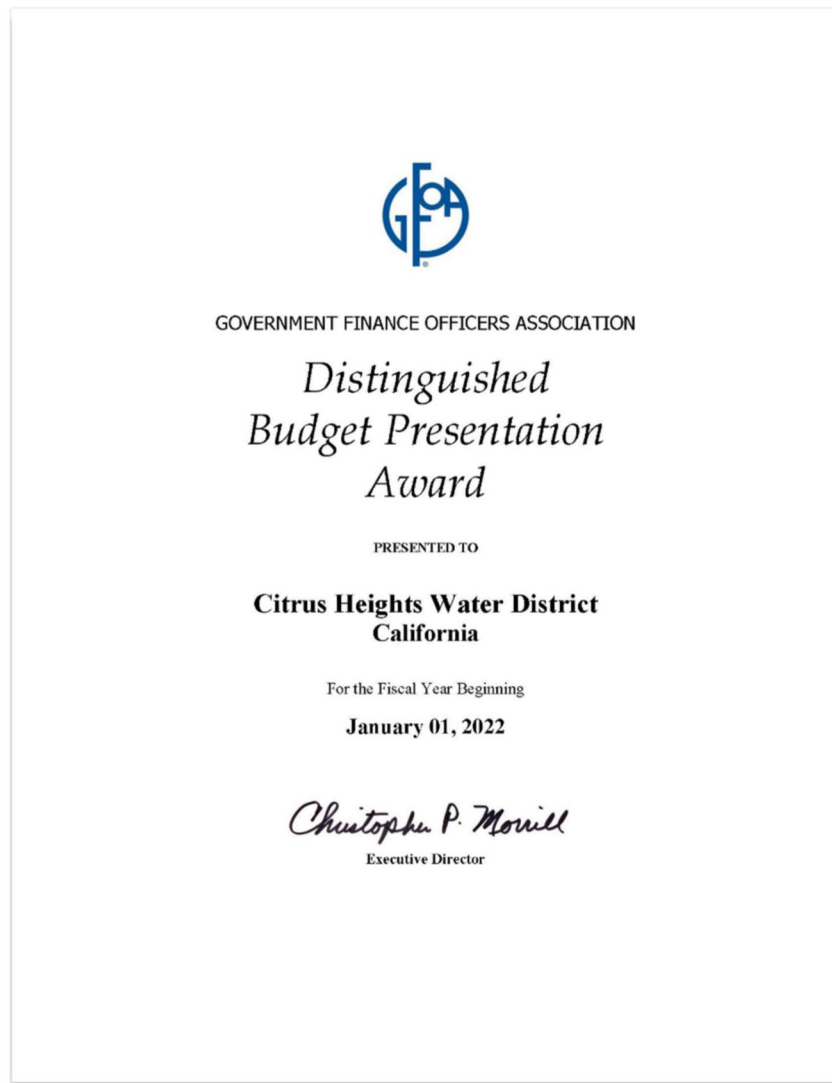 GFOA
GOVERNMENT FINANCE OFFICERS ASSOCIATION
Distinguished
Budget Presentation
Award
PRESENTED TO
Citrus Heights Water District
California
For the Fiscal Year Beginning
January 01, 2022
Christopher P. Morrill
Executive Director